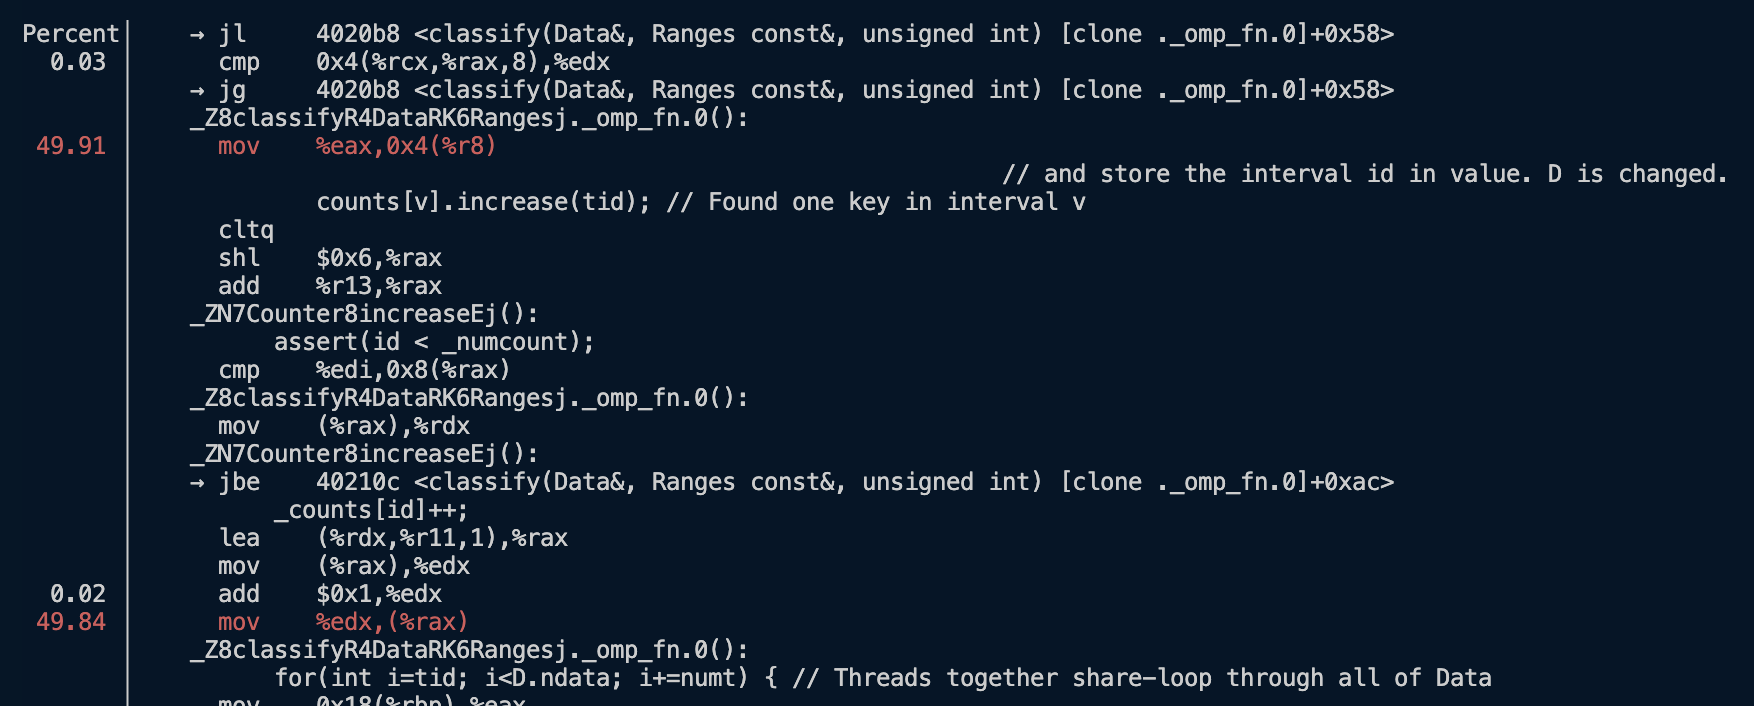 Percent → jl 4020b8 <classify(Data&, Ranges const&, unsigned int) [clone ._omp_fn.0]+0x58>
0.03 cmp 0x4(%rcx,%rax,8),%edx
→ jg 4020b8 <classify(Data&, Ranges const&, unsigned int) [clone ._omp_fn.0]+0x58>
_Z8classifyR4DataRK6Rangesj._omp_fn.0():
49.91 mov %eax,0x4(%r8)
// and store the interval id in value. D is changed.
counts[v].increase(tid); // Found one key in interval v
cltq
shl $0x6,%rax
add %r13,%rax
_ZN7Counter8increaseEj():
assert(id < _numcount);
cmp %edi,0x8(%rax)
_Z8classifyR4DataRK6Rangesj._omp_fn.0():
mov (%rax),%rdx
_ZN7Counter8increaseEj():
→ jbe 40210c <classify(Data&, Ranges const&, unsigned int) [clone ._omp_fn.0]+0xac>
_counts[id]++;
lea (%rdx,%r11,1),%rax
mov (%rax),%edx
0.02 add $0x1,%edx
49.84 mov %edx,(%rax)
_Z8classifyR4DataRK6Rangesj._omp_fn.0():
for(int i=tid; i<D.ndata; i+=numt) { // Threads together share-loop through all of Data
mov 0x18(%rbp),%eax